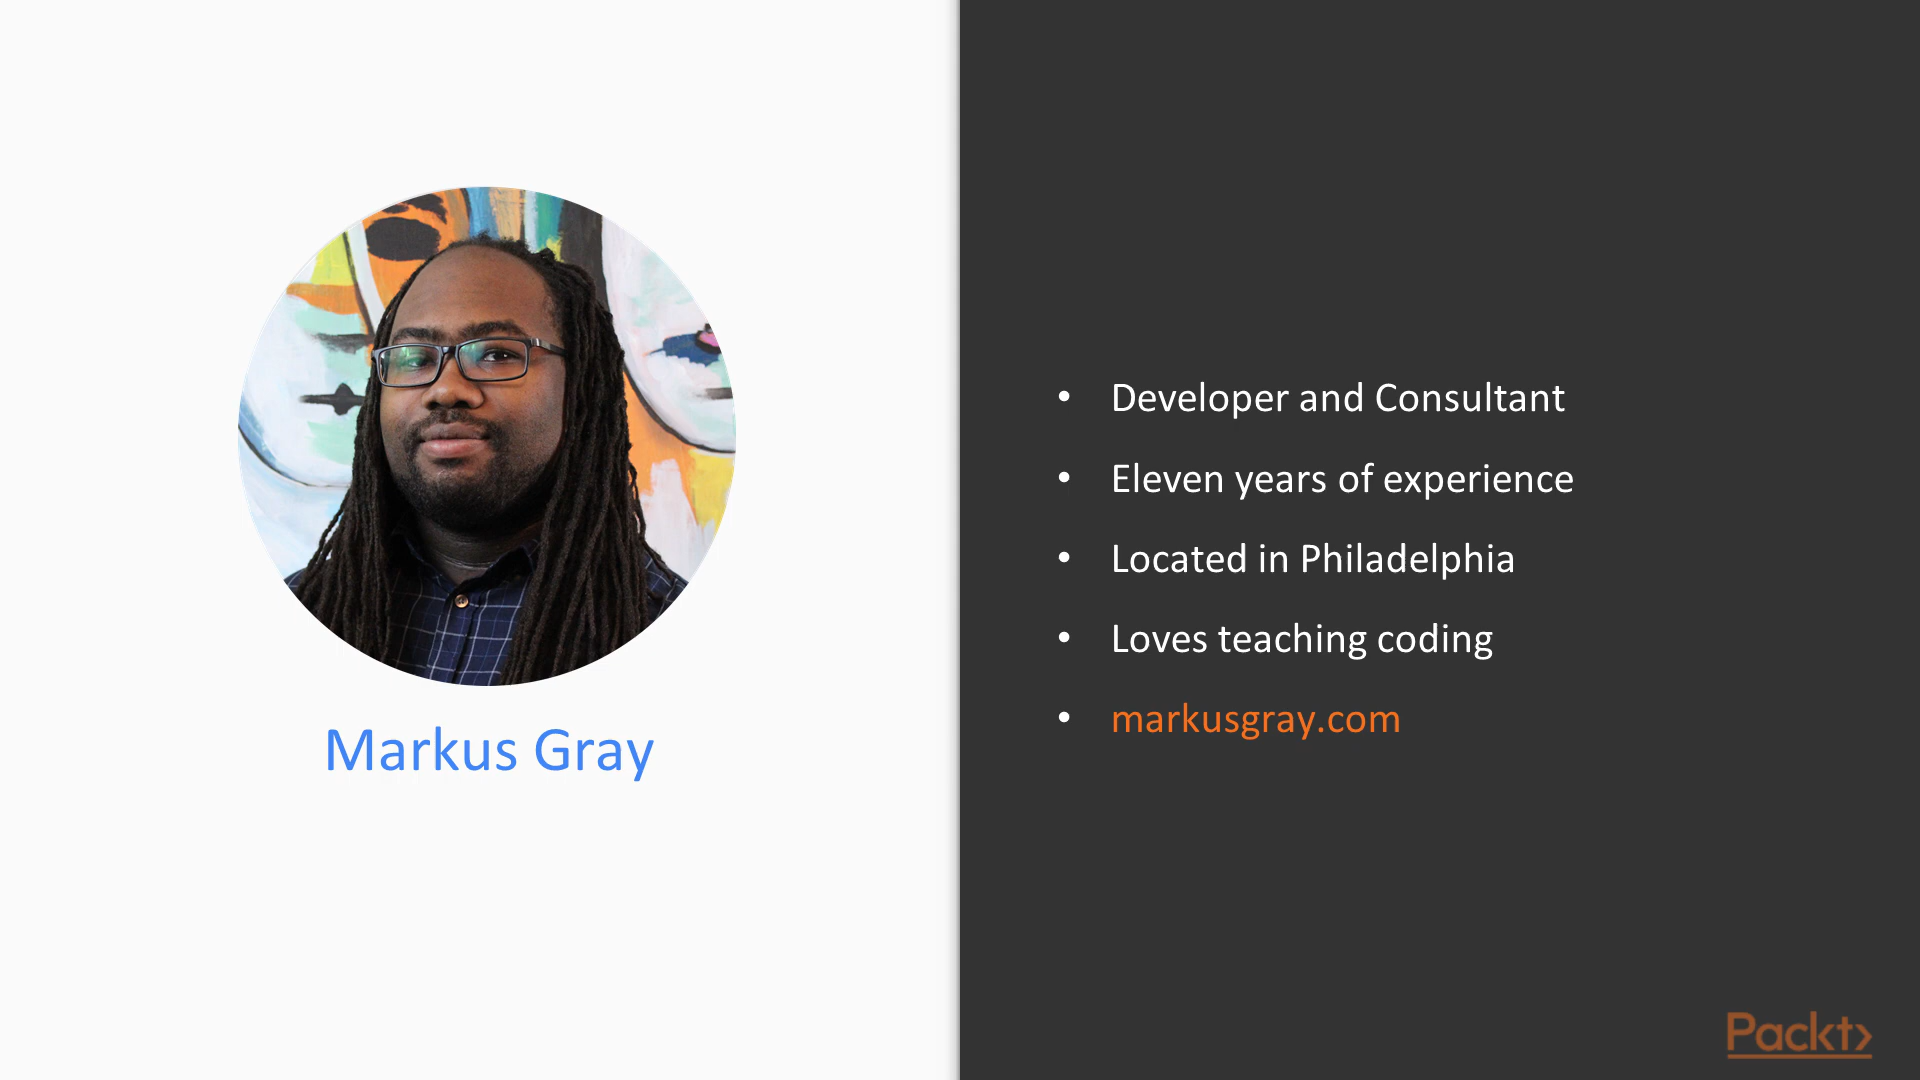 Markus Gray
• Developer and Consultant
• Eleven years of experience
• Located in Philadelphia
• Loves teaching coding
• markusgray.com
Packt>